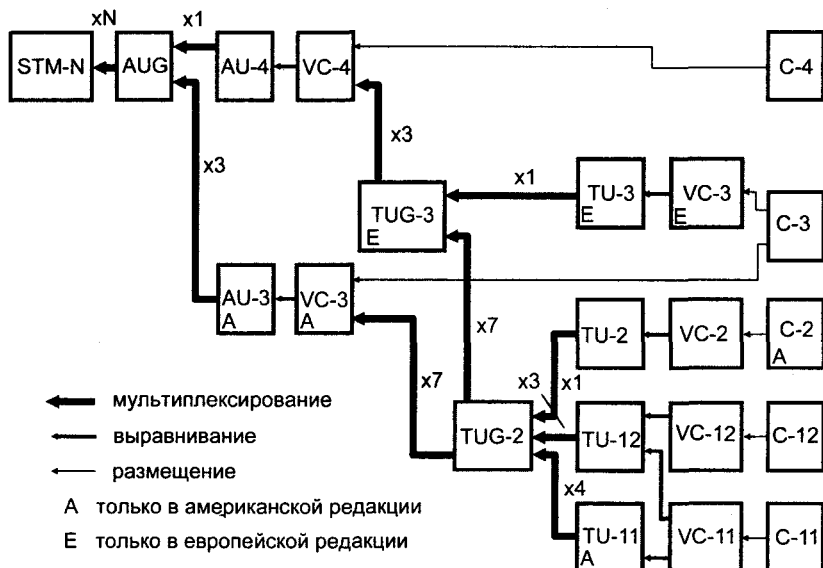 xN
x1
STM-N
AUG
AU-4
VC-4
C-4
x3
x3
x1
TUG-3
E
TU-3
E
VC-3
E
C-3
AU-3
A
VC-3
A
x7
x7
TU-2
VC-2
C-2
A
x3
x1
TUG-2
TU-12
VC-12
C-12
x4
TU-11
A
VC-11
C-11
мультиплексирование
выравнивание
размещение
A только в американской редакции
E только в европейской редакции